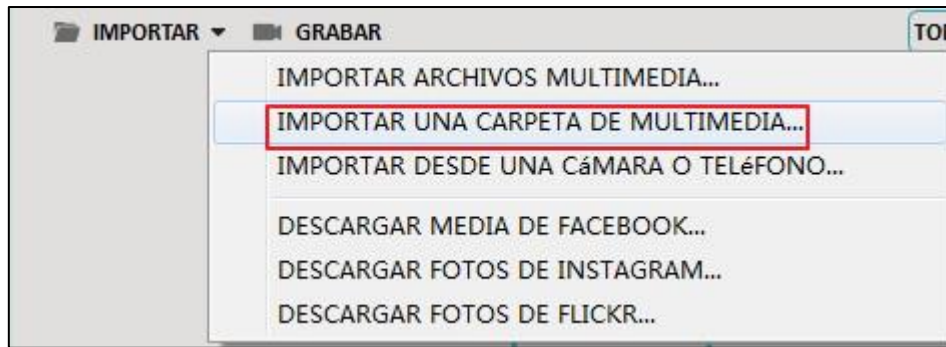 IMPORTAR GRABAR
IMPORTAR ARCHIVOS MULTIMEDIA...
IMPORTAR UNA CARPETA DE MULTIMEDIA...
IMPORTAR DESDE UNA CáMARA O TELéFONO...
DESCARGAR MEDIA DE FACEBOOK...
DESCARGAR FOTOS DE INSTAGRAM...
DESCARGAR FOTOS DE FLICKR...